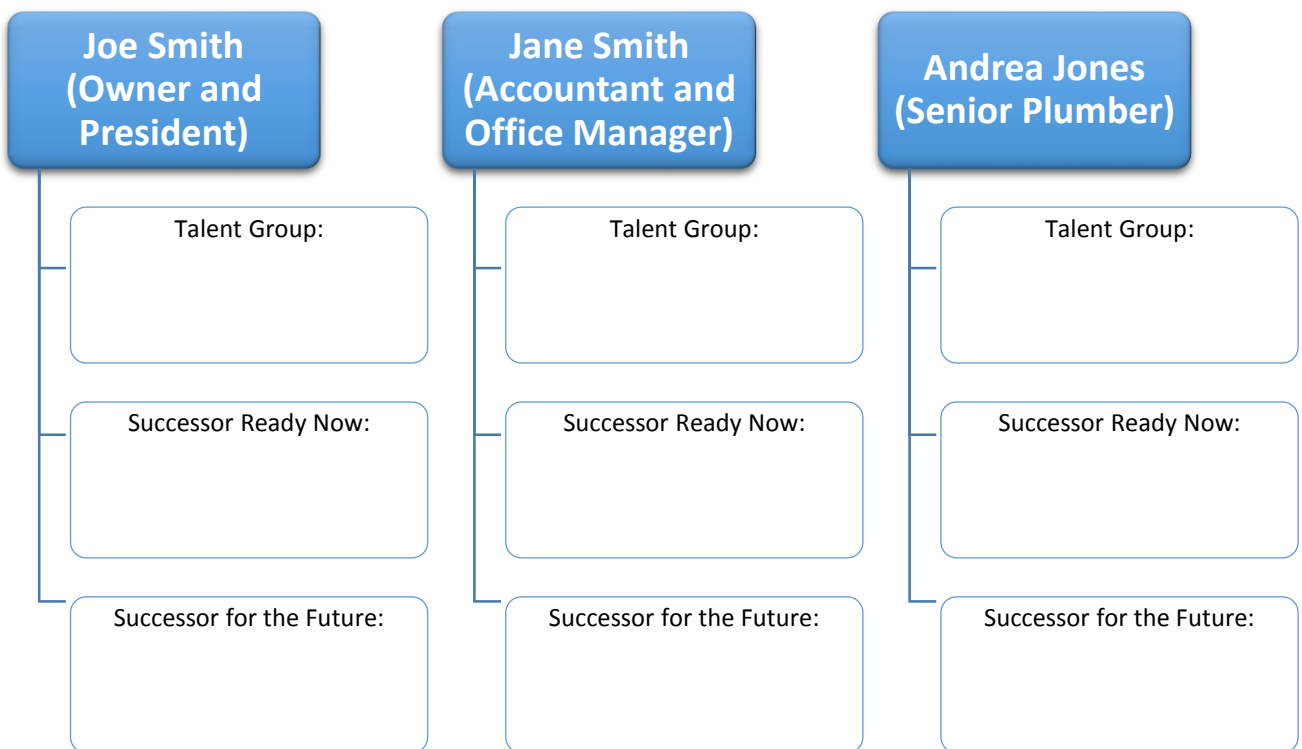 Joe Smith
(Owner and
President)
Talent Group:
Successor Ready Now:
Successor for the Future:
Jane Smith
(Accountant and
Office Manager)
Talent Group:
Successor Ready Now:
Successor for the Future:
Andrea Jones
(Senior Plumber)
Talent Group:
Successor Ready Now:
Successor for the Future: